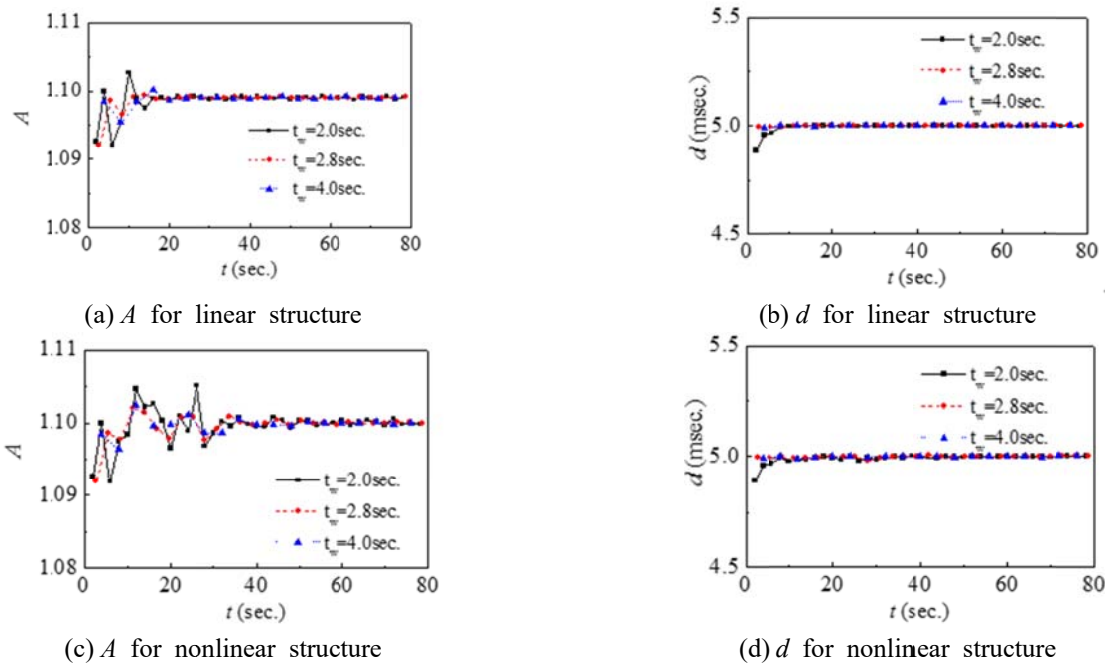 1.11
1.10
1.09
1.08
A
t_w=2.0sec.
t_w=2.8sec.
t_w=4.0sec.
0 20 40 60 80
t (sec.)
(a) A for linear structure
5.5
5.0
4.5
d (msec.)
t_w=2.0sec.
t_w=2.8sec.
t_w=4.0sec.
0 20 40 60 80
t (sec.)
(b) d for linear structure
1.11
1.10
1.09
1.08
A
t_w=2.0sec.
t_w=2.8sec.
t_w=4.0sec.
0 20 40 60 80
t (sec.)
(c) A for nonlinear structure
5.5
5.0
4.5
d (msec.)
t_w=2.0sec.
t_w=2.8sec.
t_w=4.0sec.
0 20 40 60 80
t (sec.)
(d) d for nonlinear structure